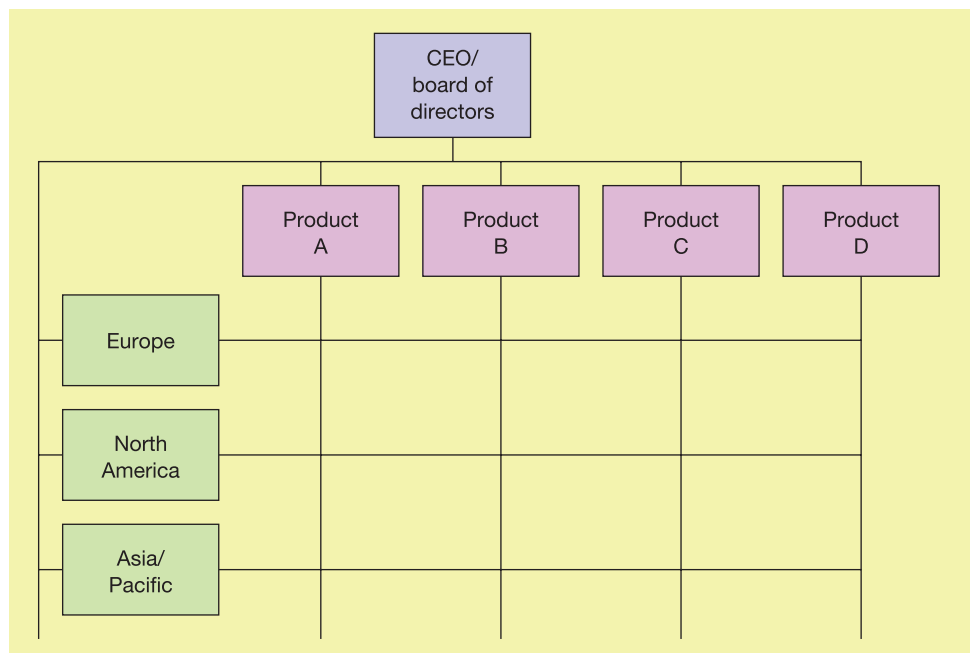 CEO/
board of
directors
Product
A
Product
B
Product
C
Product
D
Europe
North
America
Asia/
Pacific